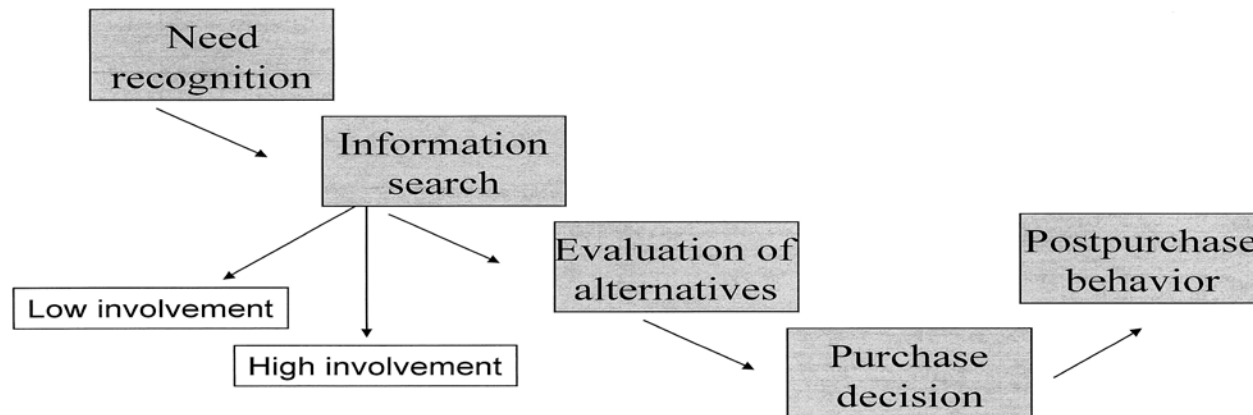 Need
recognition
Information
search
Low involvement
High involvement
Evaluation of
alternatives
Purchase
decision
Postpurchase
behavior